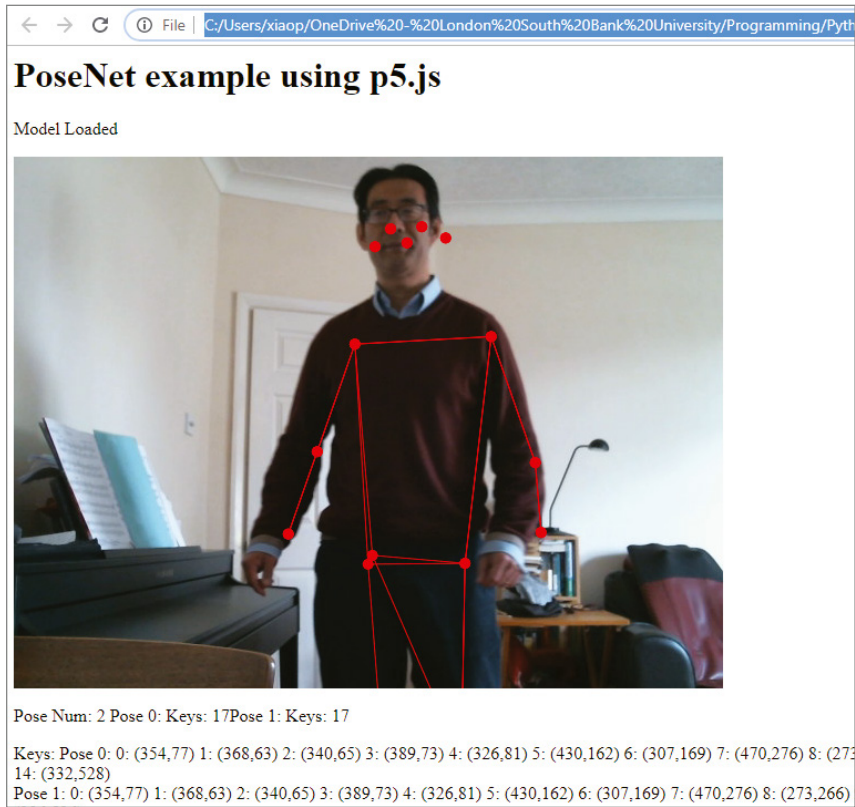 File | C:/Users/xiaop/OneDrive%20-%20London%20South%20Bank%20University/Programming/Pyth
PoseNet example using p5.js
Model Loaded
Pose Num: 2 Pose 0: Keys: 17Pose 1: Keys: 17
Keys: Pose 0: 0: (354,77) 1: (368,63) 2: (340,65) 3: (389,73) 4: (326,81) 5: (430,162) 6: (307,169) 7: (470,276) 8: (273
14: (332,528)
Pose 1: 0: (354,77) 1: (368,63) 2: (340,65) 3: (389,73) 4: (326,81) 5: (430,162) 6: (307,169) 7: (470,276) 8: (273,266)